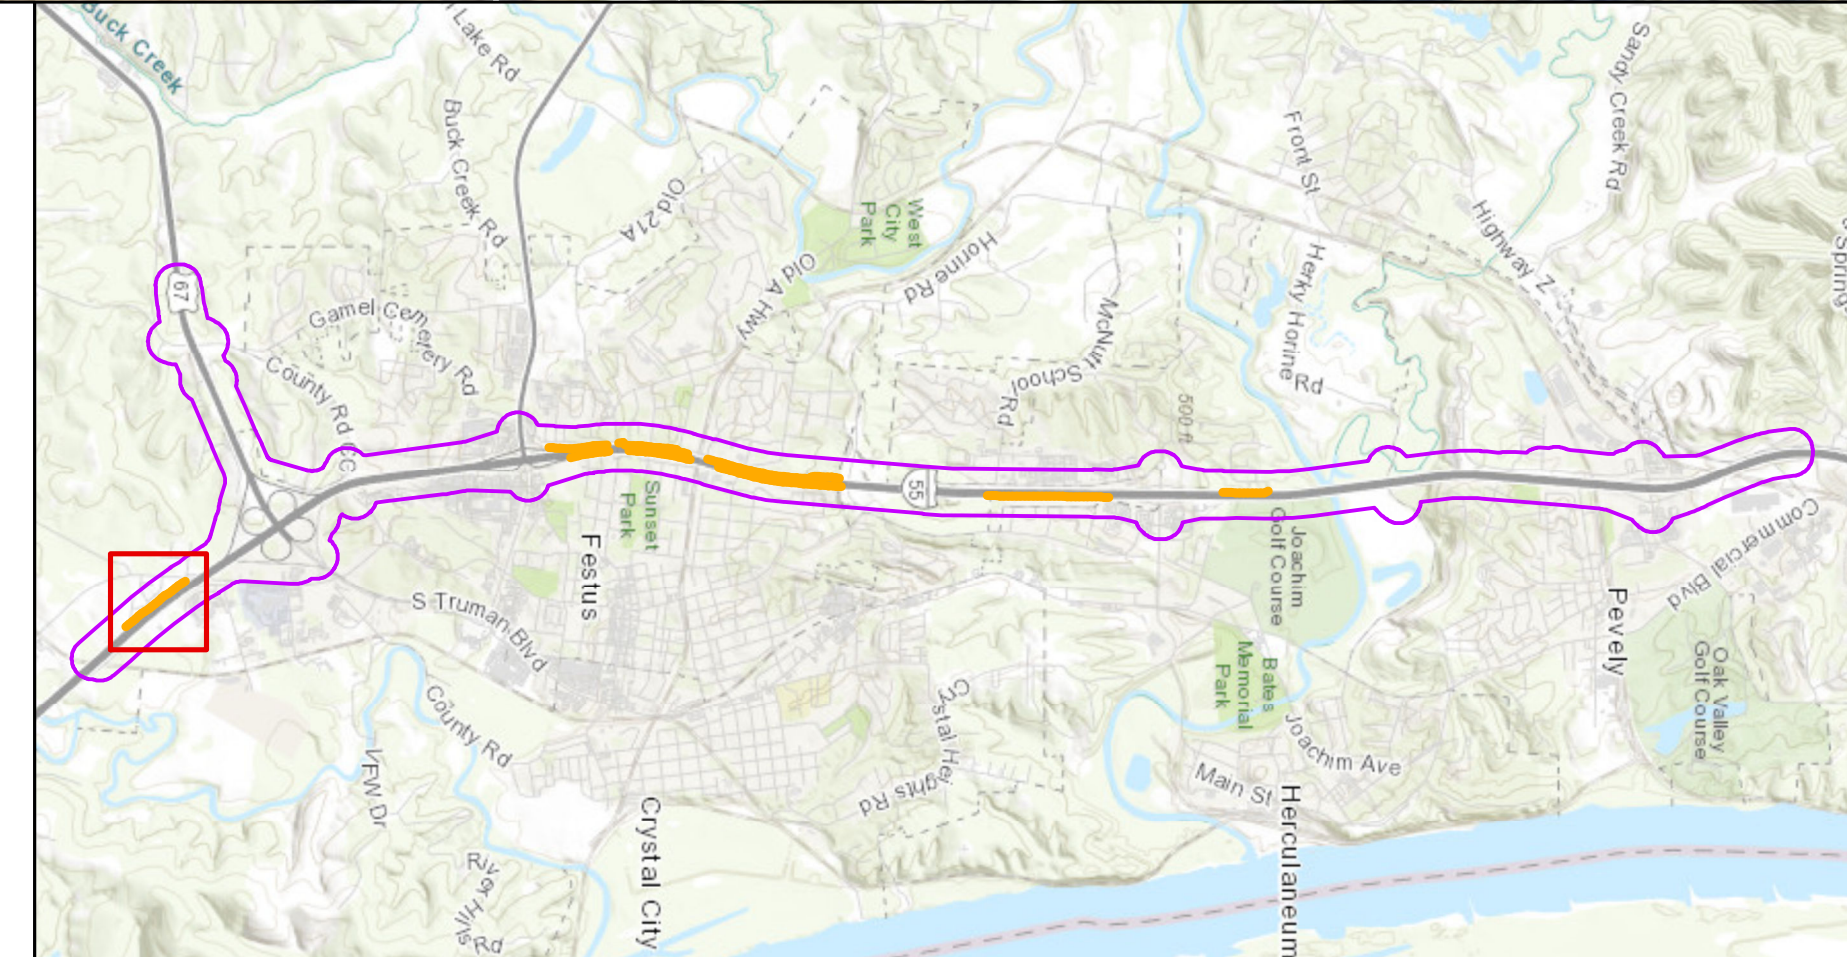 Buck Creek
Lake Rd
Buck Creek Rd
Old 21A
West
City
Park
Horine Rd
Old A Hwy
Front St
Sandy Creek Rd
Highway Z
Spring
67
Gamel Cemetery Rd
County Rd CC
McNutt School
Rd
500 ft
Herky Horine
Rd
55
Sunset
Park
Festus
S Truman Blvd
Joachim
Golf Course
Commercial Blvd
Pevely
Oak Valley
Golf Course
Bates
Memorial
Park
Joachim Ave
Main St
Herculaneum
Crystal Heights Rd
County Rd
VFW Dr
Crystal City
River Hills
Rd